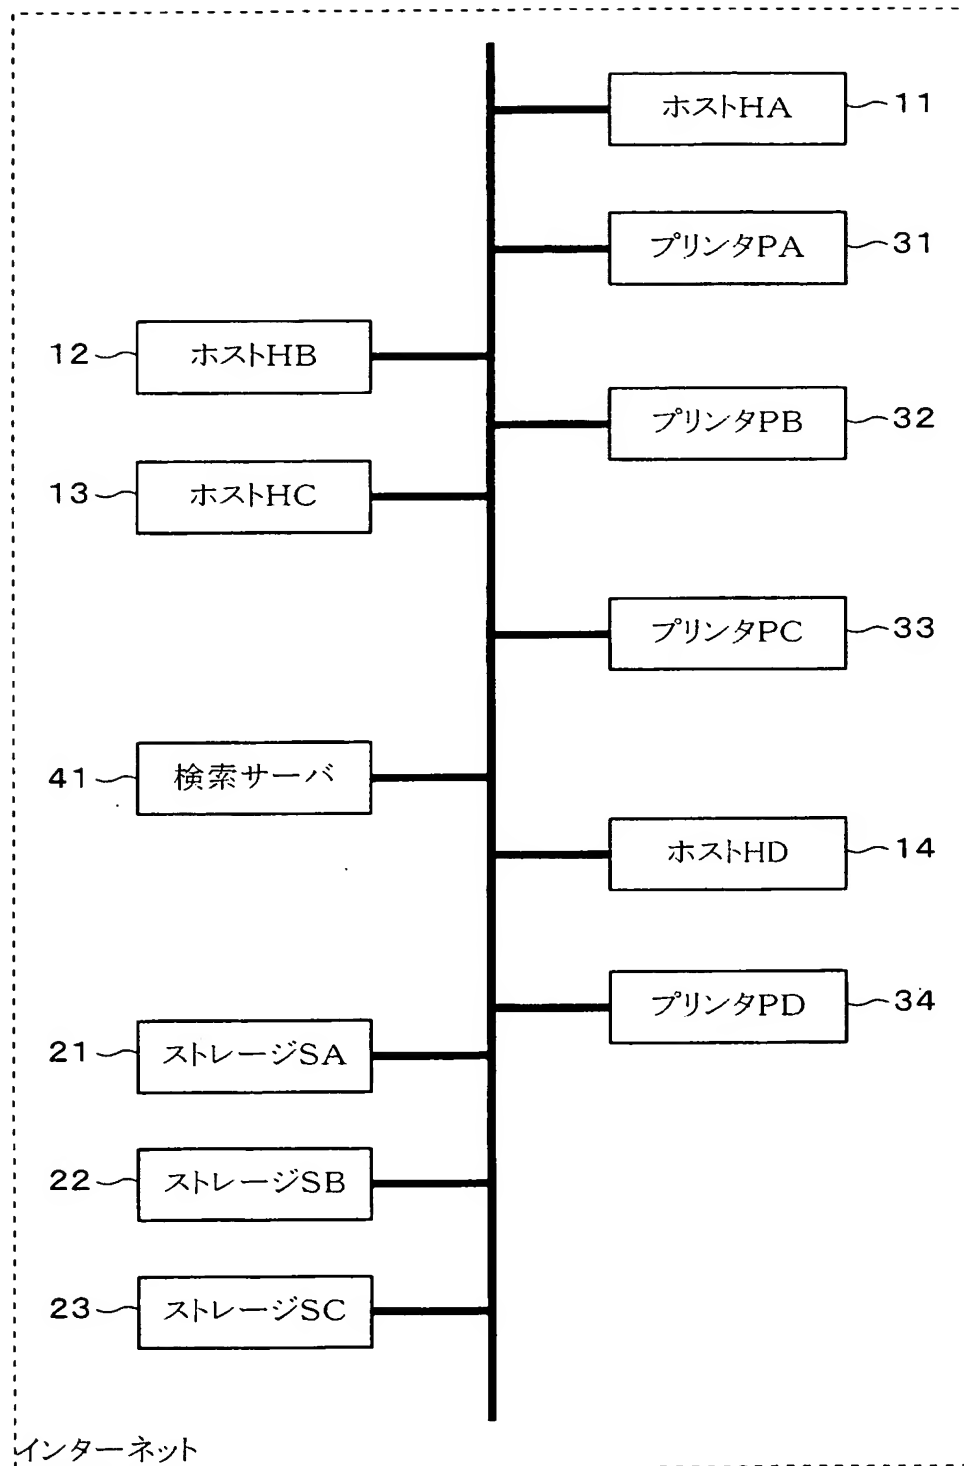 ホストHA 11
プリンタPA 31
12 ホストHB
プリンタPB 32
13 ホストHC
プリンタPC 33
41 検索サーバ
ホストHD 14
プリンタPD 34
21 ストレージSA
22 ストレージSB
23 ストレージSC
インターネット